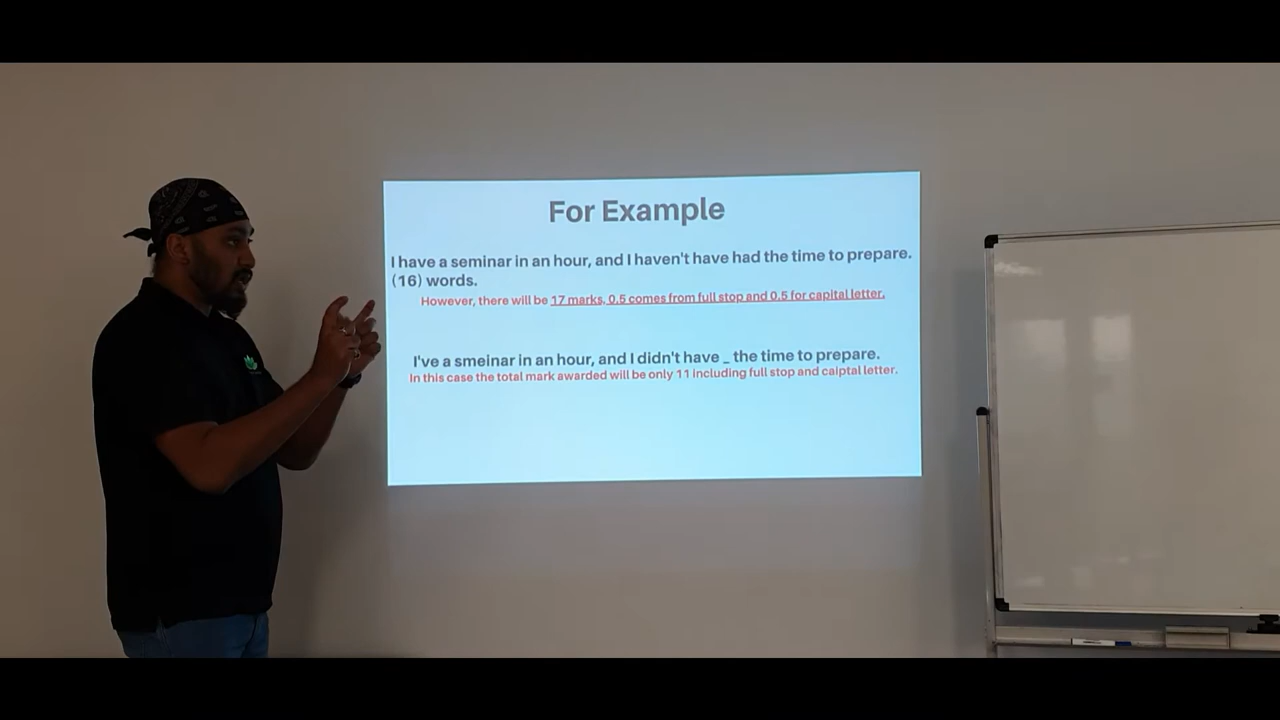 For Example
I have a seminar in an hour, and I haven't have had the time to prepare.
(16) words.
However, there will be 17 marks, 0.5 comes from full stop and 0.5 for capital letter.
I've a smeinar in an hour, and I didn't have _ the time to prepare.
In this case the total mark awarded will be only 11 including full stop and caiptal letter.